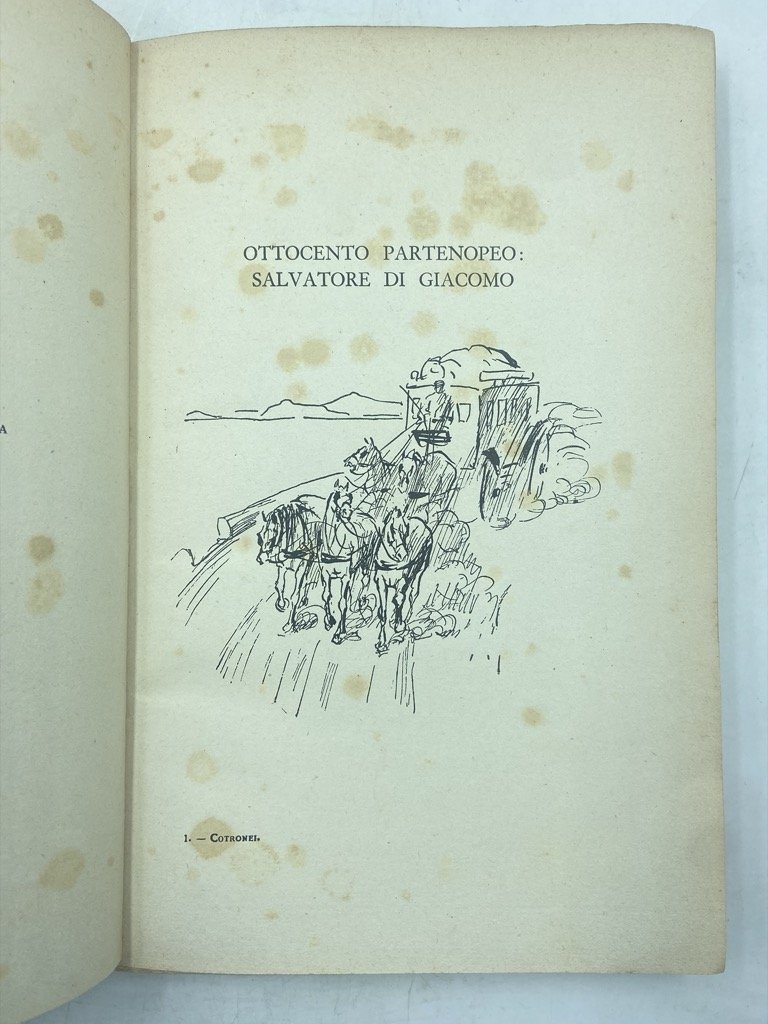 A
OTTOCENTO PARTENOPEO:
SALVATORE DI GIACOMO
1. — COTRONEI.